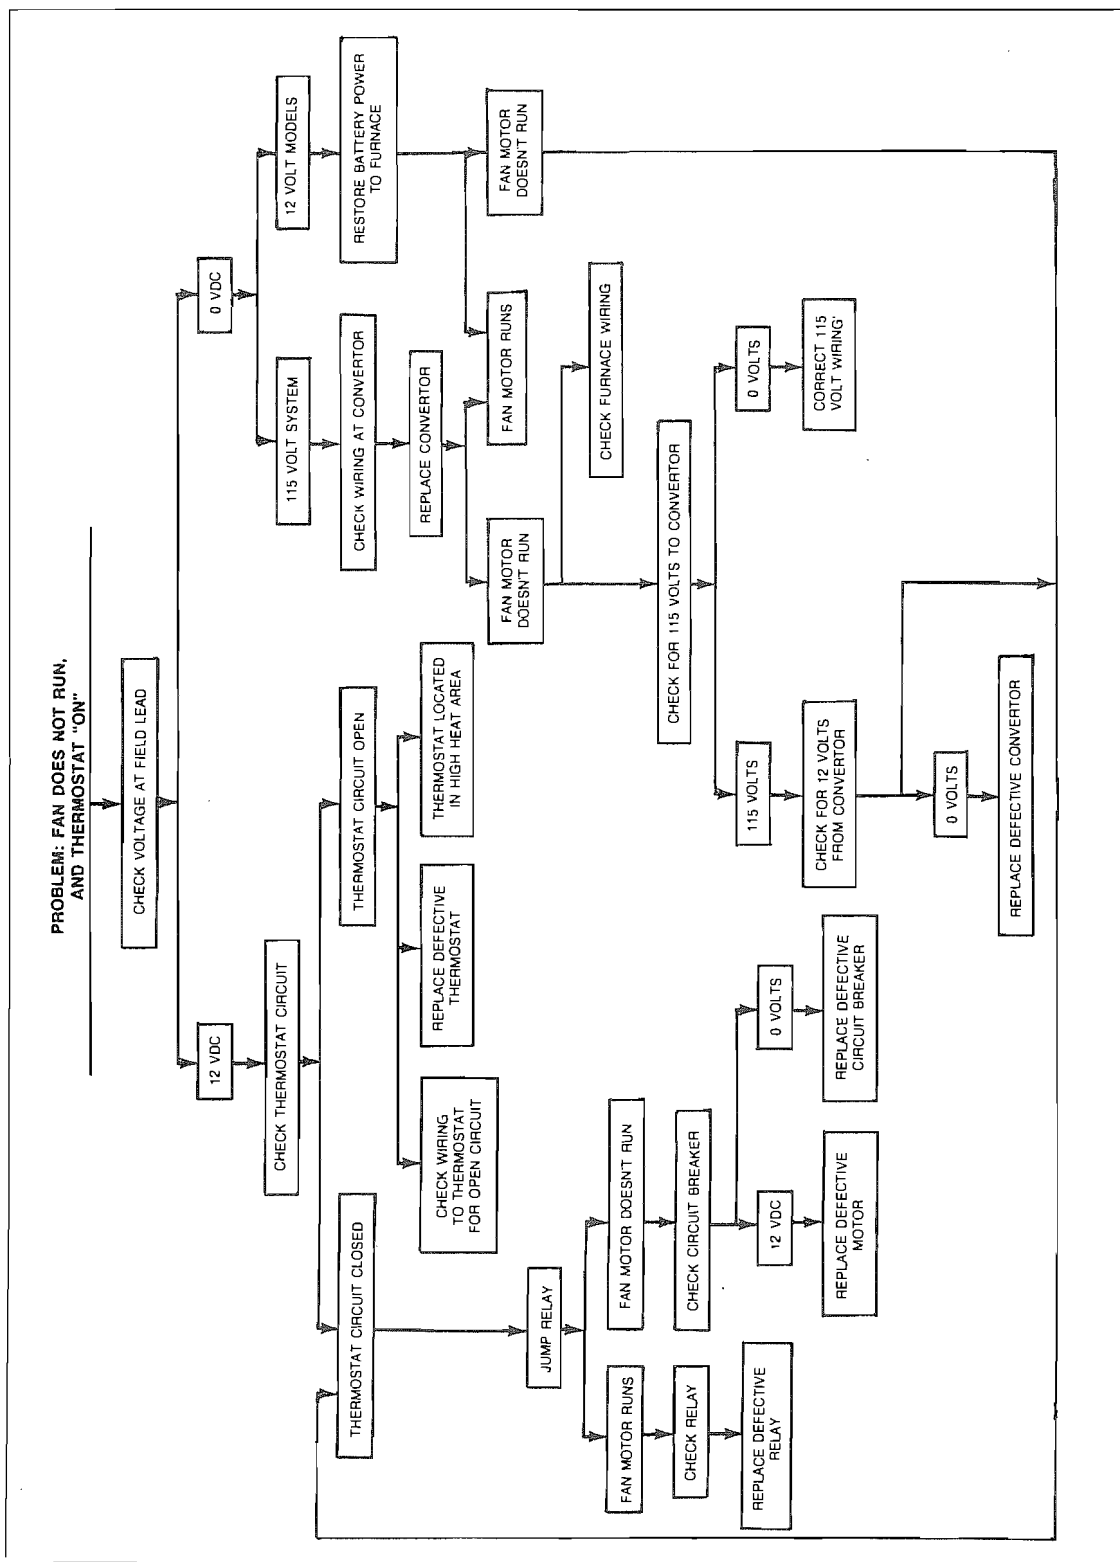 PROBLEM: FAN DOES NOT RUN,
AND THERMOSTAT "ON"
CHECK VOLTAGE AT FIELD LEAD
12 VDC
0 VDC
CHECK THERMOSTAT CIRCUIT
115 VOLT SYSTEM
12 VOLT MODELS
THERMOSTAT CIRCUIT CLOSED
THERMOSTAT CIRCUIT OPEN
CHECK WIRING AT CONVERTOR
RESTORE BATTERY POWER
TO FURNACE
CHECK WIRING
TO THERMOSTAT
FOR OPEN CIRCUIT
REPLACE DEFECTIVE
THERMOSTAT
THERMOSTAT LOCATED
IN HIGH HEAT AREA
REPLACE CONVERTOR
FAN MOTOR
DOESN'T RUN
FAN MOTOR RUNS
FAN MOTOR
DOESN'T RUN
JUMP RELAY
CHECK FURNACE WIRING
FAN MOTOR RUNS
FAN MOTOR DOESN'T RUN
CHECK FOR 115 VOLTS TO CONVERTOR
CHECK RELAY
CHECK CIRCUIT BREAKER
115 VOLTS
0 VOLTS
REPLACE DEFECTIVE
RELAY
12 VDC
0 VOLTS
CHECK FOR 12 VOLTS
FROM CONVERTOR
CORRECT 115
VOLT WIRING'
REPLACE DEFECTIVE
MOTOR
REPLACE DEFECTIVE
CIRCUIT BREAKER
0 VOLTS
REPLACE DEFECTIVE CONVERTOR